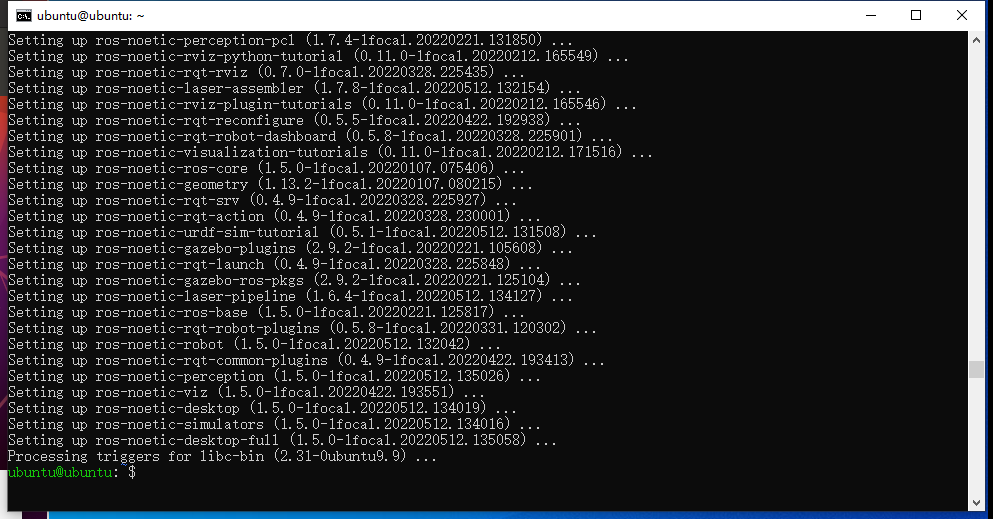 ubuntu@ubuntu: ~
Setting up ros-noetic-perception-pcl (1.7.4-1focal.20220221.131850) ...
Setting up ros-noetic-rviz-python-tutorial (0.11.0-1focal.20220212.165549) ...
Setting up ros-noetic-rqt-rviz (0.7.0-1focal.20220328.225435) ...
Setting up ros-noetic-laser-assembler (1.7.8-1focal.20220512.132154) ...
Setting up ros-noetic-rviz-plugin-tutorials (0.11.0-1focal.20220212.165546) ...
Setting up ros-noetic-rqt-reconfigure (0.5.5-1focal.20220422.192938) ...
Setting up ros-noetic-rqt-robot-dashboard (0.5.8-1focal.20220328.225901) ...
Setting up ros-noetic-visualization-tutorials (0.11.0-1focal.20220212.171516) ...
Setting up ros-noetic-ros-core (1.5.0-1focal.20220107.075406) ...
Setting up ros-noetic-geometry (1.13.2-1focal.20220107.080215) ...
Setting up ros-noetic-rqt-srv (0.4.9-1focal.20220328.225927) ...
Setting up ros-noetic-rqt-action (0.4.9-1focal.20220328.230001) ...
Setting up ros-noetic-urdf-sim-tutorial (0.5.1-1focal.20220512.131508) ...
Setting up ros-noetic-gazebo-plugins (2.9.2-1focal.20220221.105608) ...
Setting up ros-noetic-rqt-launch (0.4.9-1focal.20220328.225848) ...
Setting up ros-noetic-gazebo-ros-pkgs (2.9.2-1focal.20220221.125104) ...
Setting up ros-noetic-laser-pipeline (1.6.4-1focal.20220512.134127) ...
Setting up ros-noetic-ros-base (1.5.0-1focal.20220221.125817) ...
Setting up ros-noetic-rqt-robot-plugins (0.5.8-1focal.20220331.120302) ...
Setting up ros-noetic-robot (1.5.0-1focal.20220512.132042) ...
Setting up ros-noetic-rqt-common-plugins (0.4.9-1focal.20220422.193413) ...
Setting up ros-noetic-perception (1.5.0-1focal.20220512.135026) ...
Setting up ros-noetic-viz (1.5.0-1focal.20220422.193551) ...
Setting up ros-noetic-desktop (1.5.0-1focal.20220512.134019) ...
Setting up ros-noetic-simulators (1.5.0-1focal.20220512.134016) ...
Setting up ros-noetic-desktop-full (1.5.0-1focal.20220512.135058) ...
Processing triggers for libc-bin (2.31-0ubuntu9.9) ...
ubuntu@ubuntu:~$